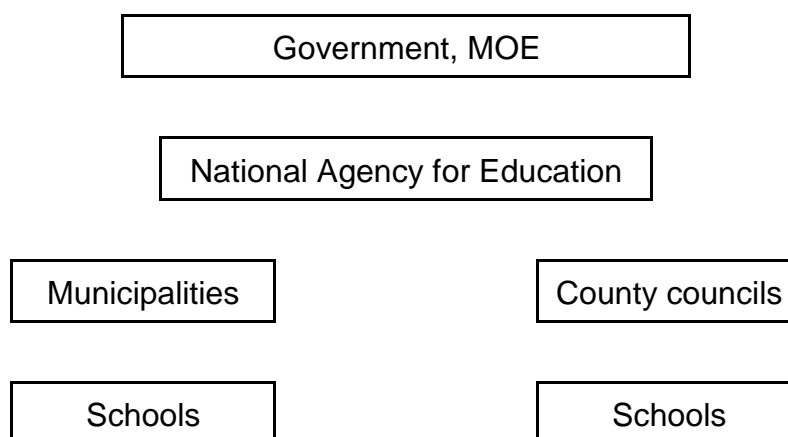 Government, MOE
National Agency for Education
Municipalities
County councils
Schools
Schools